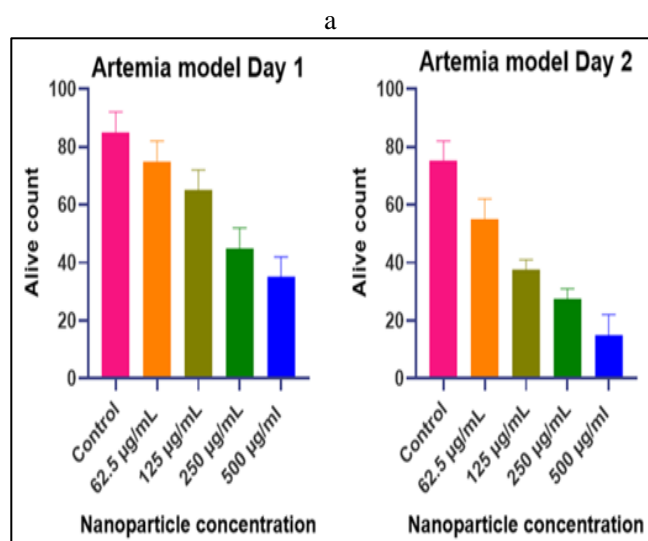 a
Artemia model Day 1
100
80
60
40
20
0
Alive count
Control
62.5 µg/mL
125 µg/mL
250 µg/mL
500 µg/ml
Nanoparticle concentration
Artemia model Day 2
100
80
60
40
20
0
Alive count
Control
62.5 µg/mL
125 µg/mL
250 µg/mL
500 µg/ml
Nanoparticle concentration